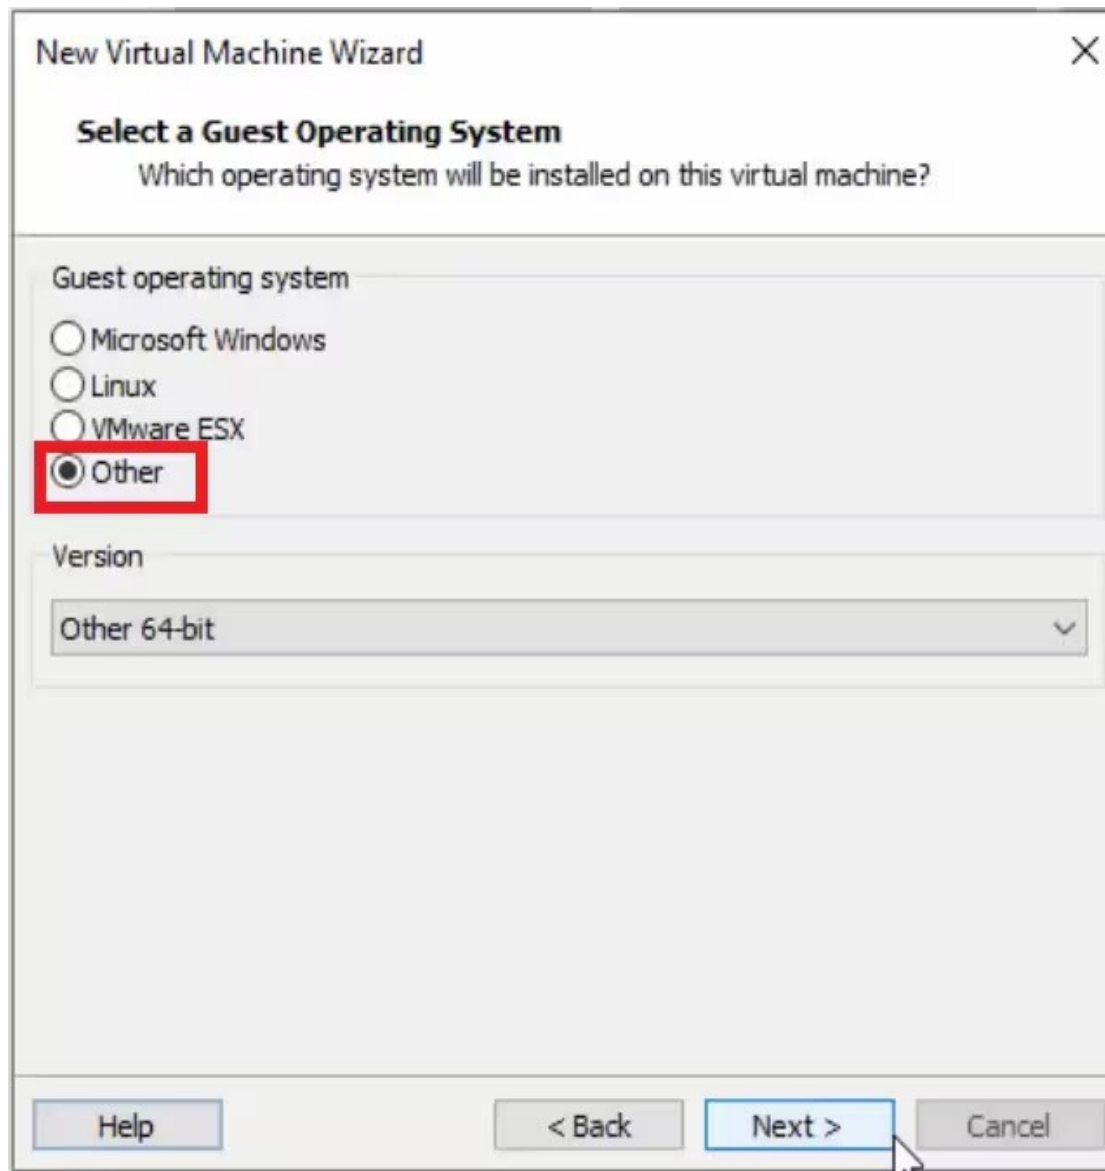 New Virtual Machine Wizard
Select a Guest Operating System
Which operating system will be installed on this virtual machine?
Guest operating system
Microsoft Windows
Linux
VMware ESX
Other
Version
Other 64-bit
Help
< Back
Next >
Cancel